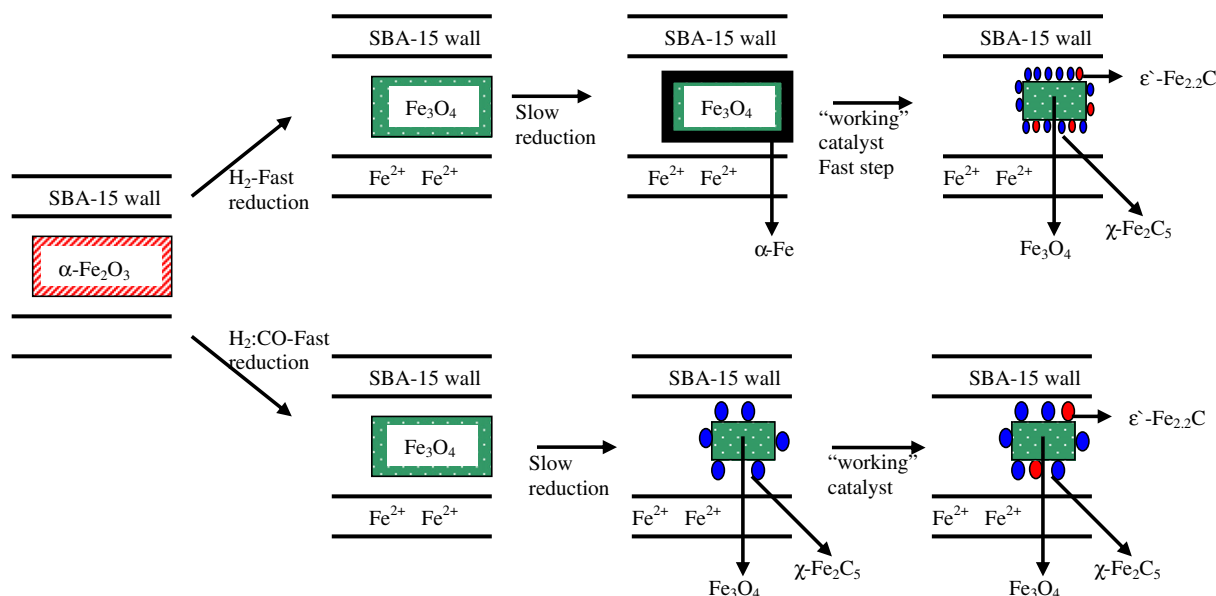 SBA-15 wall
α-Fe₂O₃
H₂-Fast
reduction
SBA-15 wall
Fe₃O₄
Fe²⁺ Fe²⁺
Slow
reduction
SBA-15 wall
Fe₃O₄
Fe²⁺ Fe²⁺
α-Fe
“working”
catalyst
Fast step
SBA-15 wall
ε`-Fe₂.₂C
Fe²⁺ Fe²⁺
χ-Fe₂C₅
Fe₃O₄
H₂:CO-Fast
reduction
SBA-15 wall
Fe₃O₄
Fe²⁺ Fe²⁺
Slow
reduction
SBA-15 wall
Fe²⁺ Fe²⁺
χ-Fe₂C₅
Fe₃O₄
“working”
catalyst
SBA-15 wall
ε`-Fe₂.₂C
Fe²⁺ Fe²⁺
χ-Fe₂C₅
Fe₃O₄